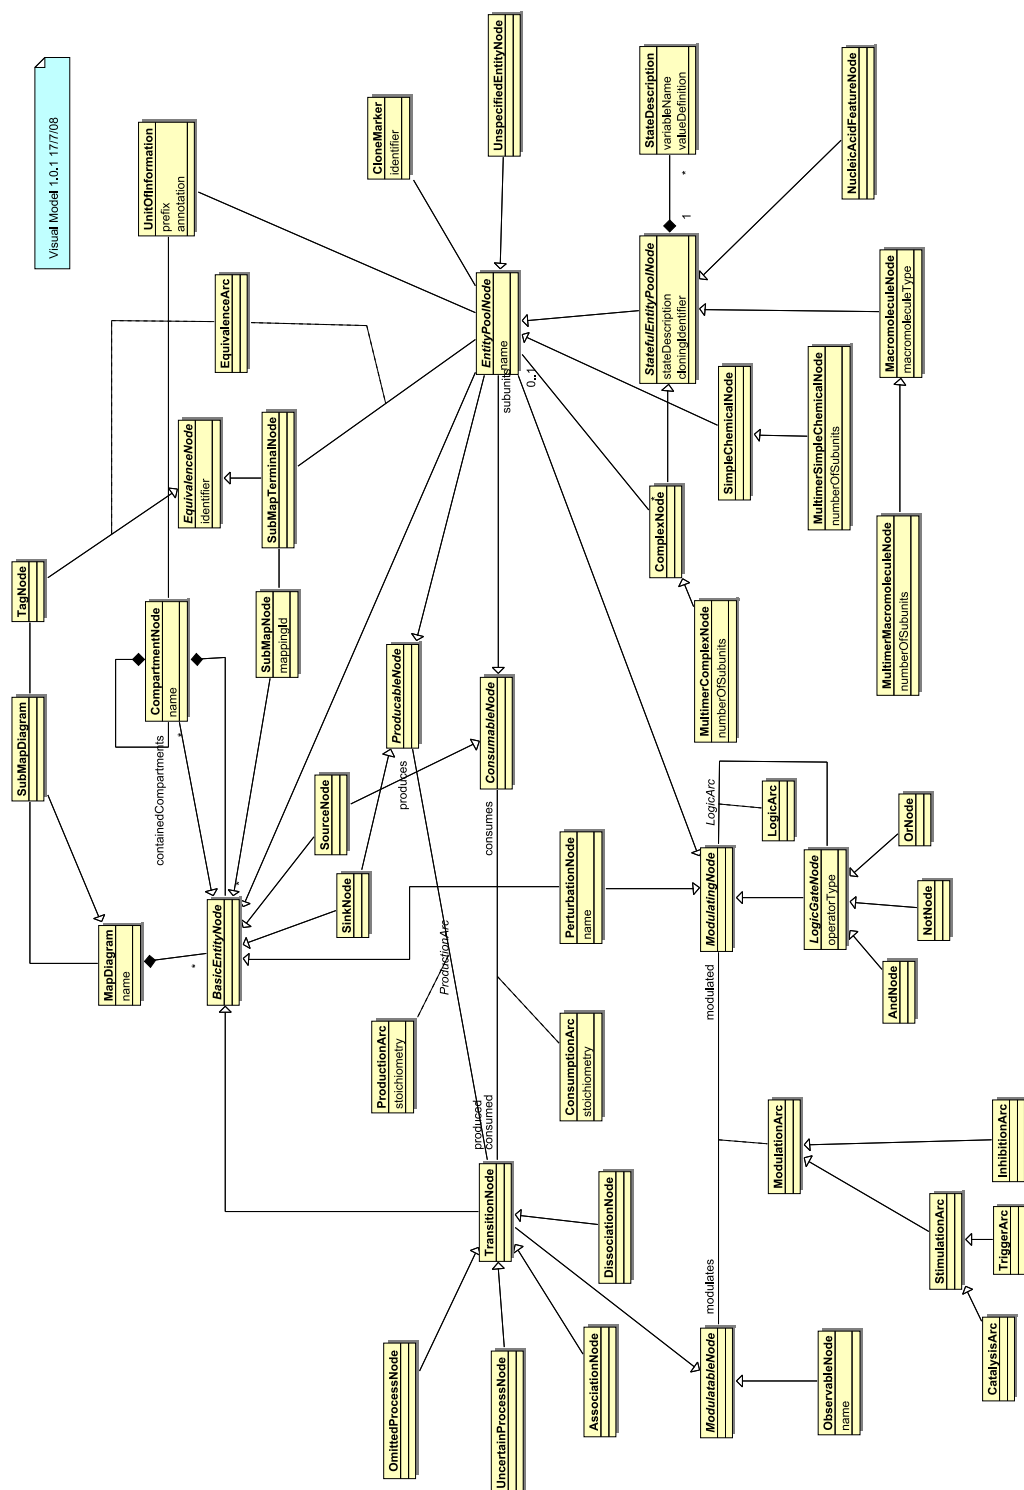 Visual Model 1.0.1 17/7/08
TagNode
SubMapDiagram
MapDiagram
name
UnitOfInformation
prefix
annotation
CompartmentNode
name
containedCompartments
*
EquivalenceArc
EquivalenceNode
identifier
SubMapTerminalNode
SubMapNode
mappingId
BasicEntityNode
*
*
SourceNode
SinkNode
CloneMarker
identifier
ProducableNode
produces
ProductionArc
ProductionArc
stoichiometry
OmittedProcessNode
UnspecifiedEntityNode
EntityPoolNode
name
subunits
0..1
ConsumableNode
consumes
produced
consumed
TransitionNode
UncertainProcessNode
PerturbationNode
name
ConsumptionArc
stoichiometry
DissociationNode
AssociationNode
StateDescription
variableName
valueDefinition
*
1
StatefulEntityPoolNode
stateDescription
cloningIdentifier
ComplexNode
*
MultimerComplexNode
numberOfSubunits
SimpleChemicalNode
ModulatingNode
LogicArc
LogicArc
modulated
modulates
ModulatableNode
ModulationArc
MultimerSimpleChemicalNode
numberOfSubunits
LogicGateNode
operatorType
ObservableNode
name
NucleicAcidFeatureNode
MacromoleculeNode
macromoleculeType
MultimerMacromoleculeNode
numberOfSubunits
OrNode
NotNode
AndNode
StimulationArc
InhibitionArc
TriggerArc
CatalysisArc